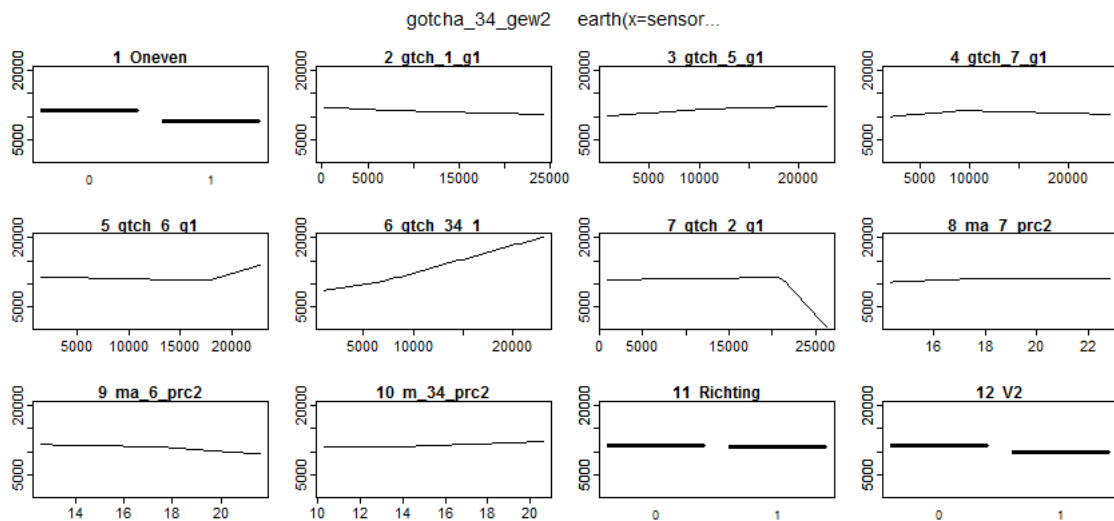 gotcha_34_gew2 earth(x=sensor...
1 Oneven
2 gtch_1_g1
3 gtch_5_g1
4 gtch_7_g1
20000
5000
0 1
20000
5000
0 5000 10000 15000 20000 25000
20000
5000
5000 10000 20000
20000
5000
5000 10000 20000
5 gtch_6_g1
6 gtch_34_1
7 gtch_2_g1
8 ma_7_prc2
20000
5000
5000 10000 15000 20000
20000
5000
5000 10000 20000
20000
5000
0 5000 10000 15000 25000
20000
5000
16 18 20 22
9 ma_6_prc2
10 m_34_prc2
11 Richting
12 V2
20000
5000
14 16 18 20
20000
5000
10 12 14 16 18 20
20000
5000
0 1
20000
5000
0 1